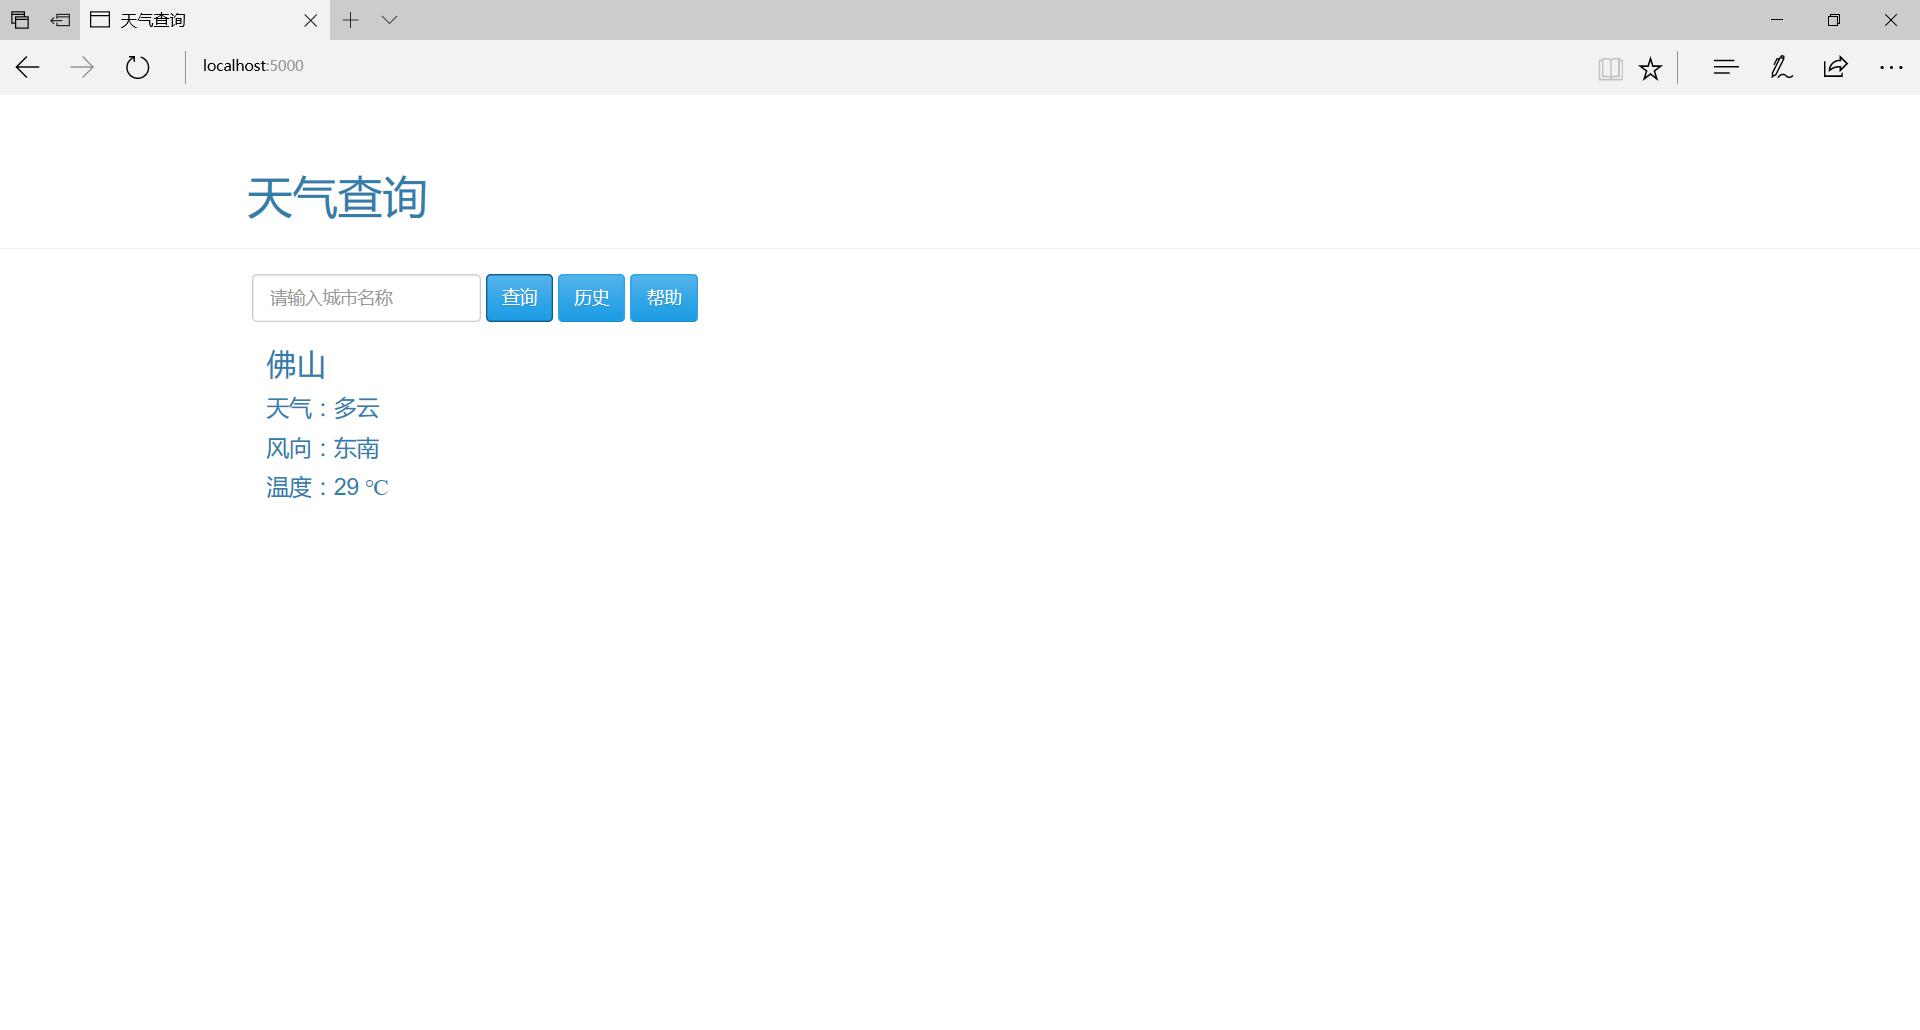 天气查询
localhost:5000
天气查询
请输入城市名称 查询 历史 帮助
佛山
天气：多云
风向：东南
温度：29 ℃